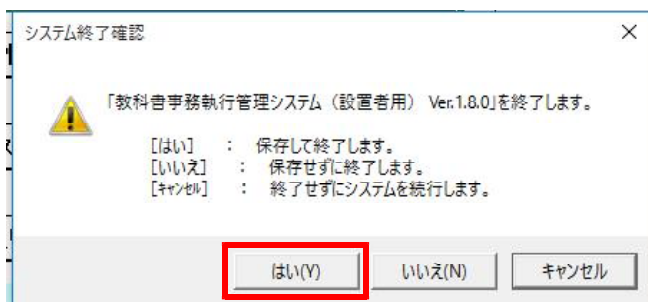 システム終了確認
「教科書事務執行管理システム（設置者用） Ver.1.8.0」を終了します。
[はい] ： 保存して終了します。
[いいえ] ： 保存せずに終了します。
[ｷｬﾝｾﾙ] ： 終了せずにシステムを続行します。
はい(Y) いいえ(N) キャンセル